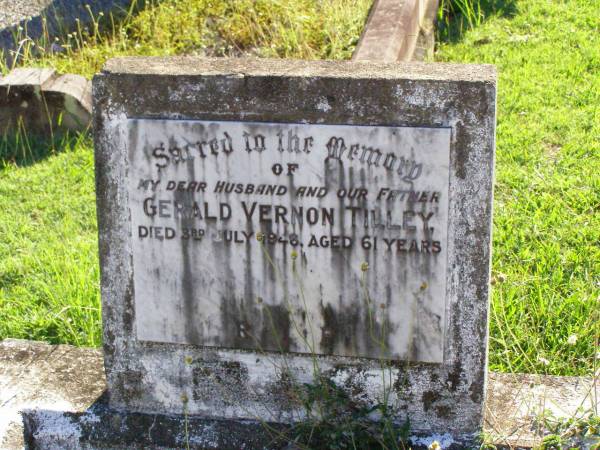 Sacred to the Memory
OF
MY DEAR HUSBAND AND OUR FATHER
GERALD VERNON TILLEY,
DIED 3RD JULY 1948, AGED 61 YEARS